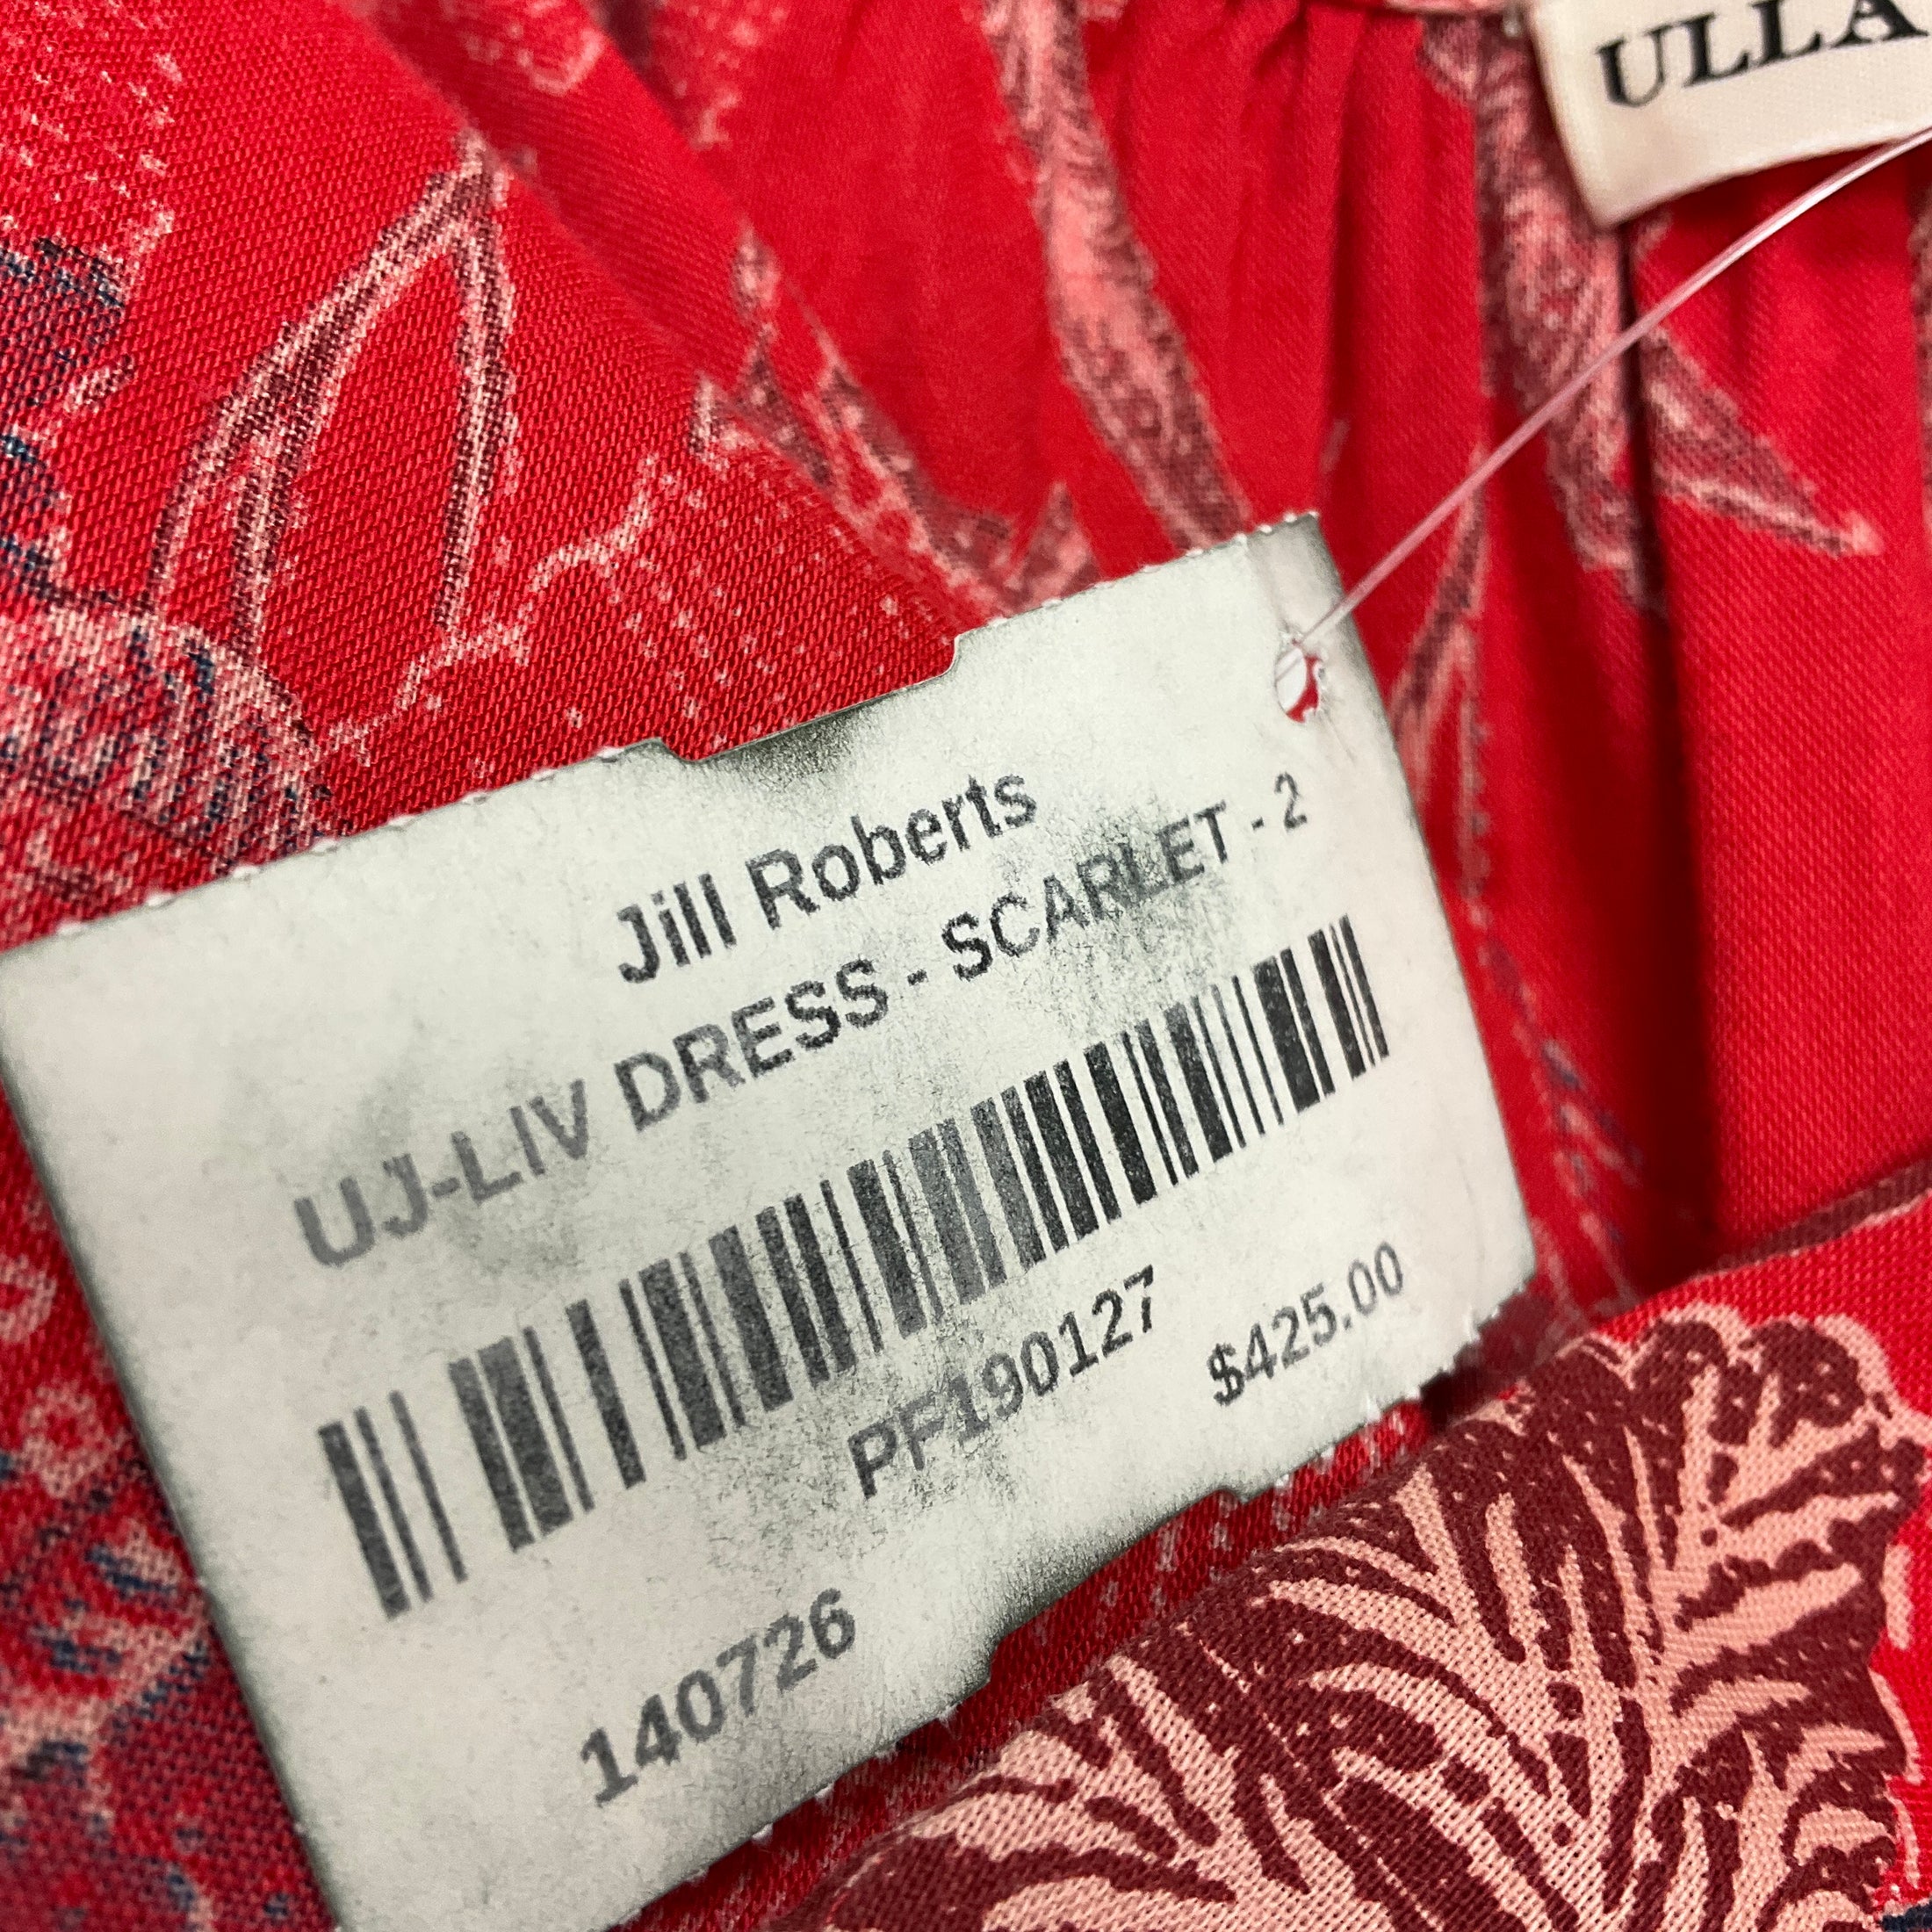 ULLA
Jill Roberts
UJ-LIV DRESS - SCARLET - 2
PF190127
$425.00
140726